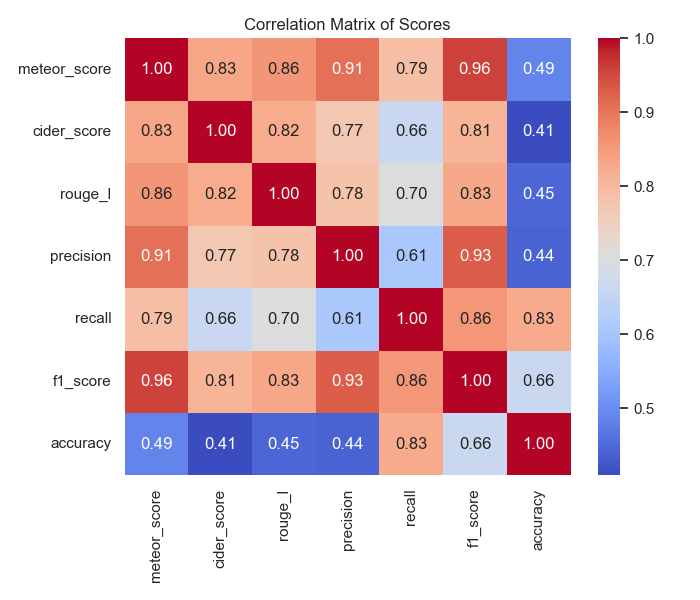 Correlation Matrix of Scores
meteor_score 1.00 0.83 0.86 0.91 0.79 0.96 0.49
cider_score 0.83 1.00 0.82 0.77 0.66 0.81 0.41
rouge_l 0.86 0.82 1.00 0.78 0.70 0.83 0.45
precision 0.91 0.77 0.78 1.00 0.61 0.93 0.44
recall 0.79 0.66 0.70 0.61 1.00 0.86 0.83
f1_score 0.96 0.81 0.83 0.93 0.86 1.00 0.66
accuracy 0.49 0.41 0.45 0.44 0.83 0.66 1.00
meteor_score
cider_score
rouge_l
precision
recall
f1_score
accuracy
1.0
0.9
0.8
0.7
0.6
0.5